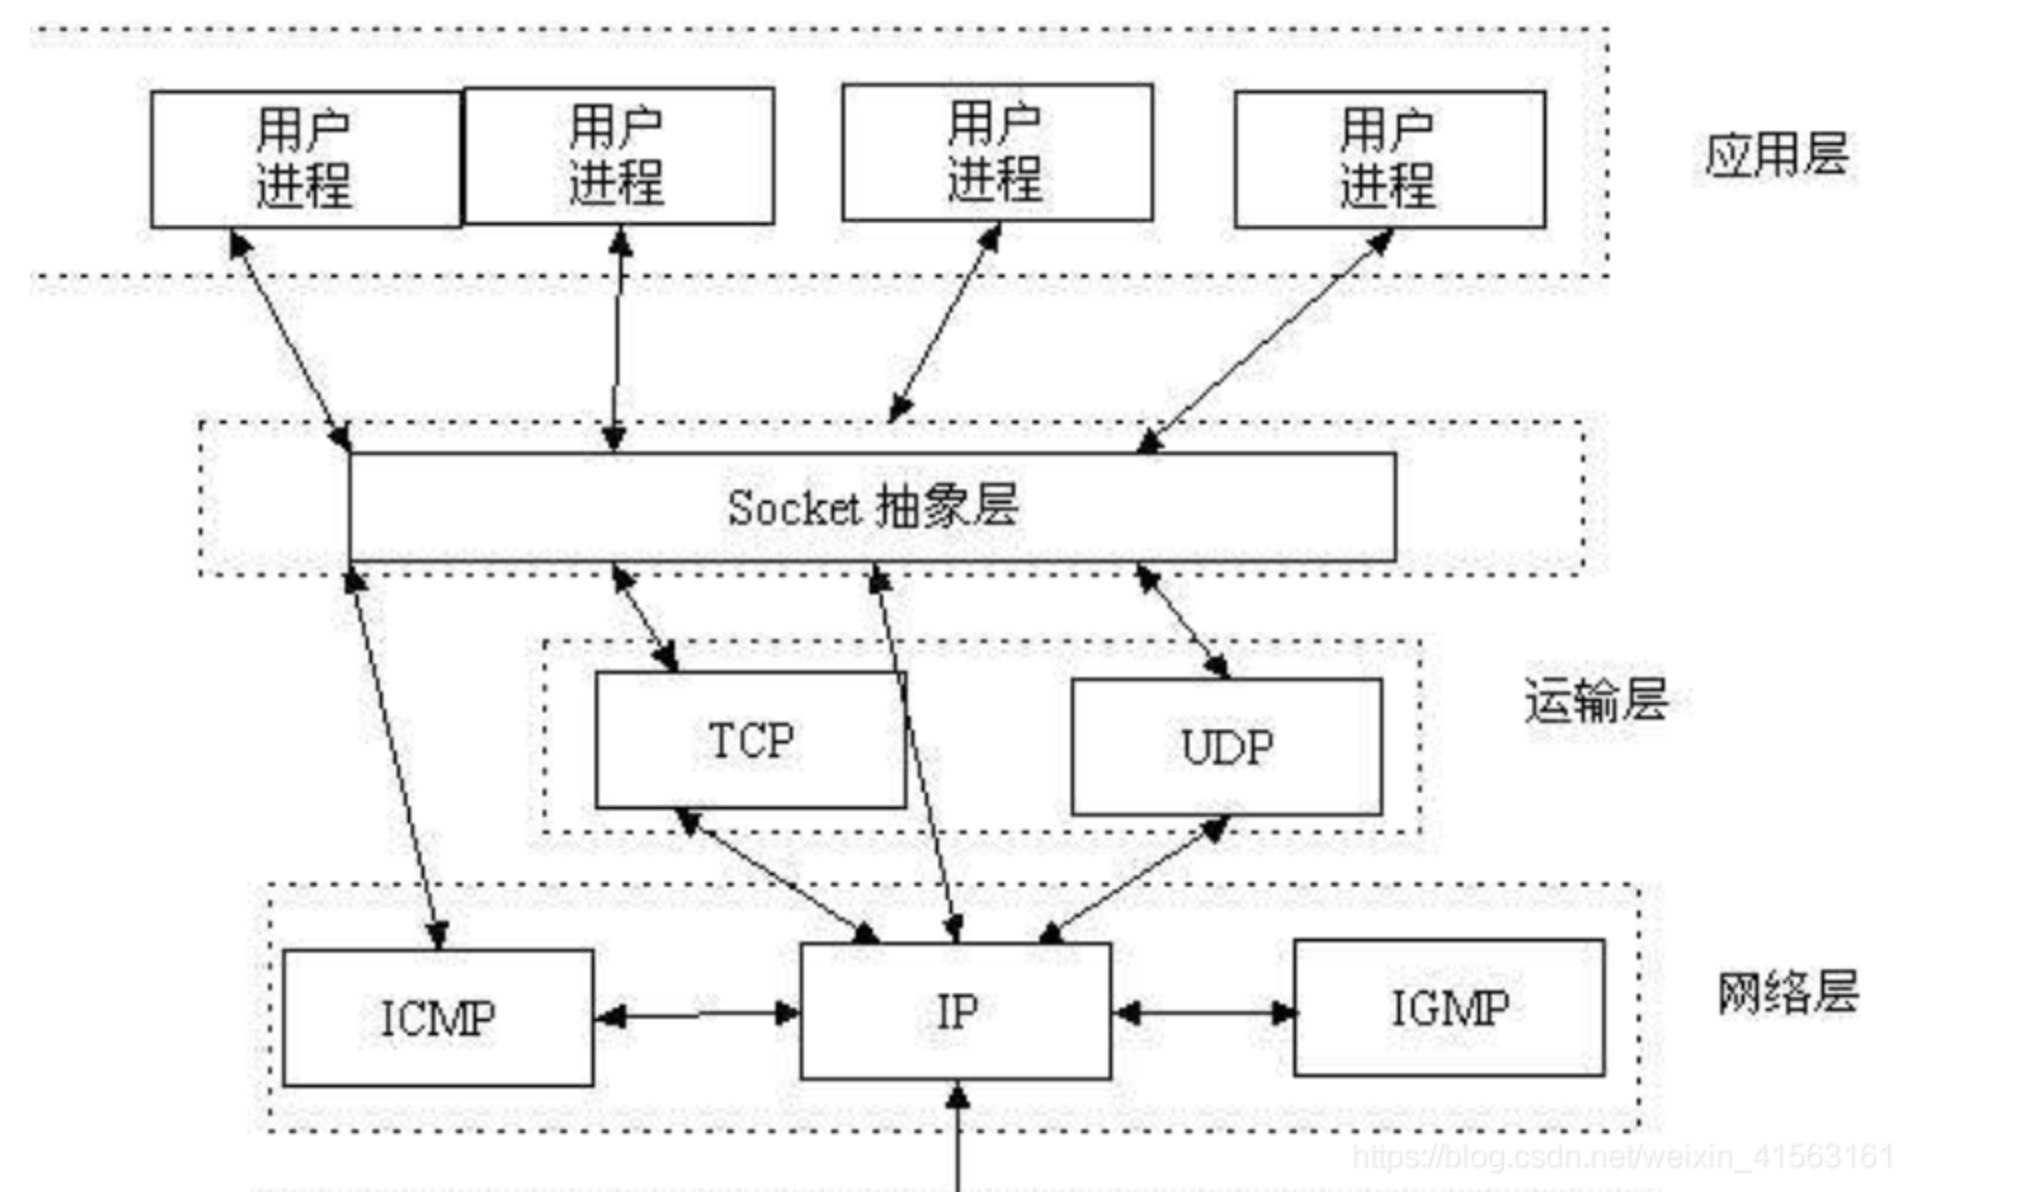 用户
进程
用户
进程
用户
进程
用户
进程
应用层
Socket 抽象层
TCP
UDP
运输层
ICMP
IP
IGMP
网络层
https://blog.csdn.net/weixin_41563161